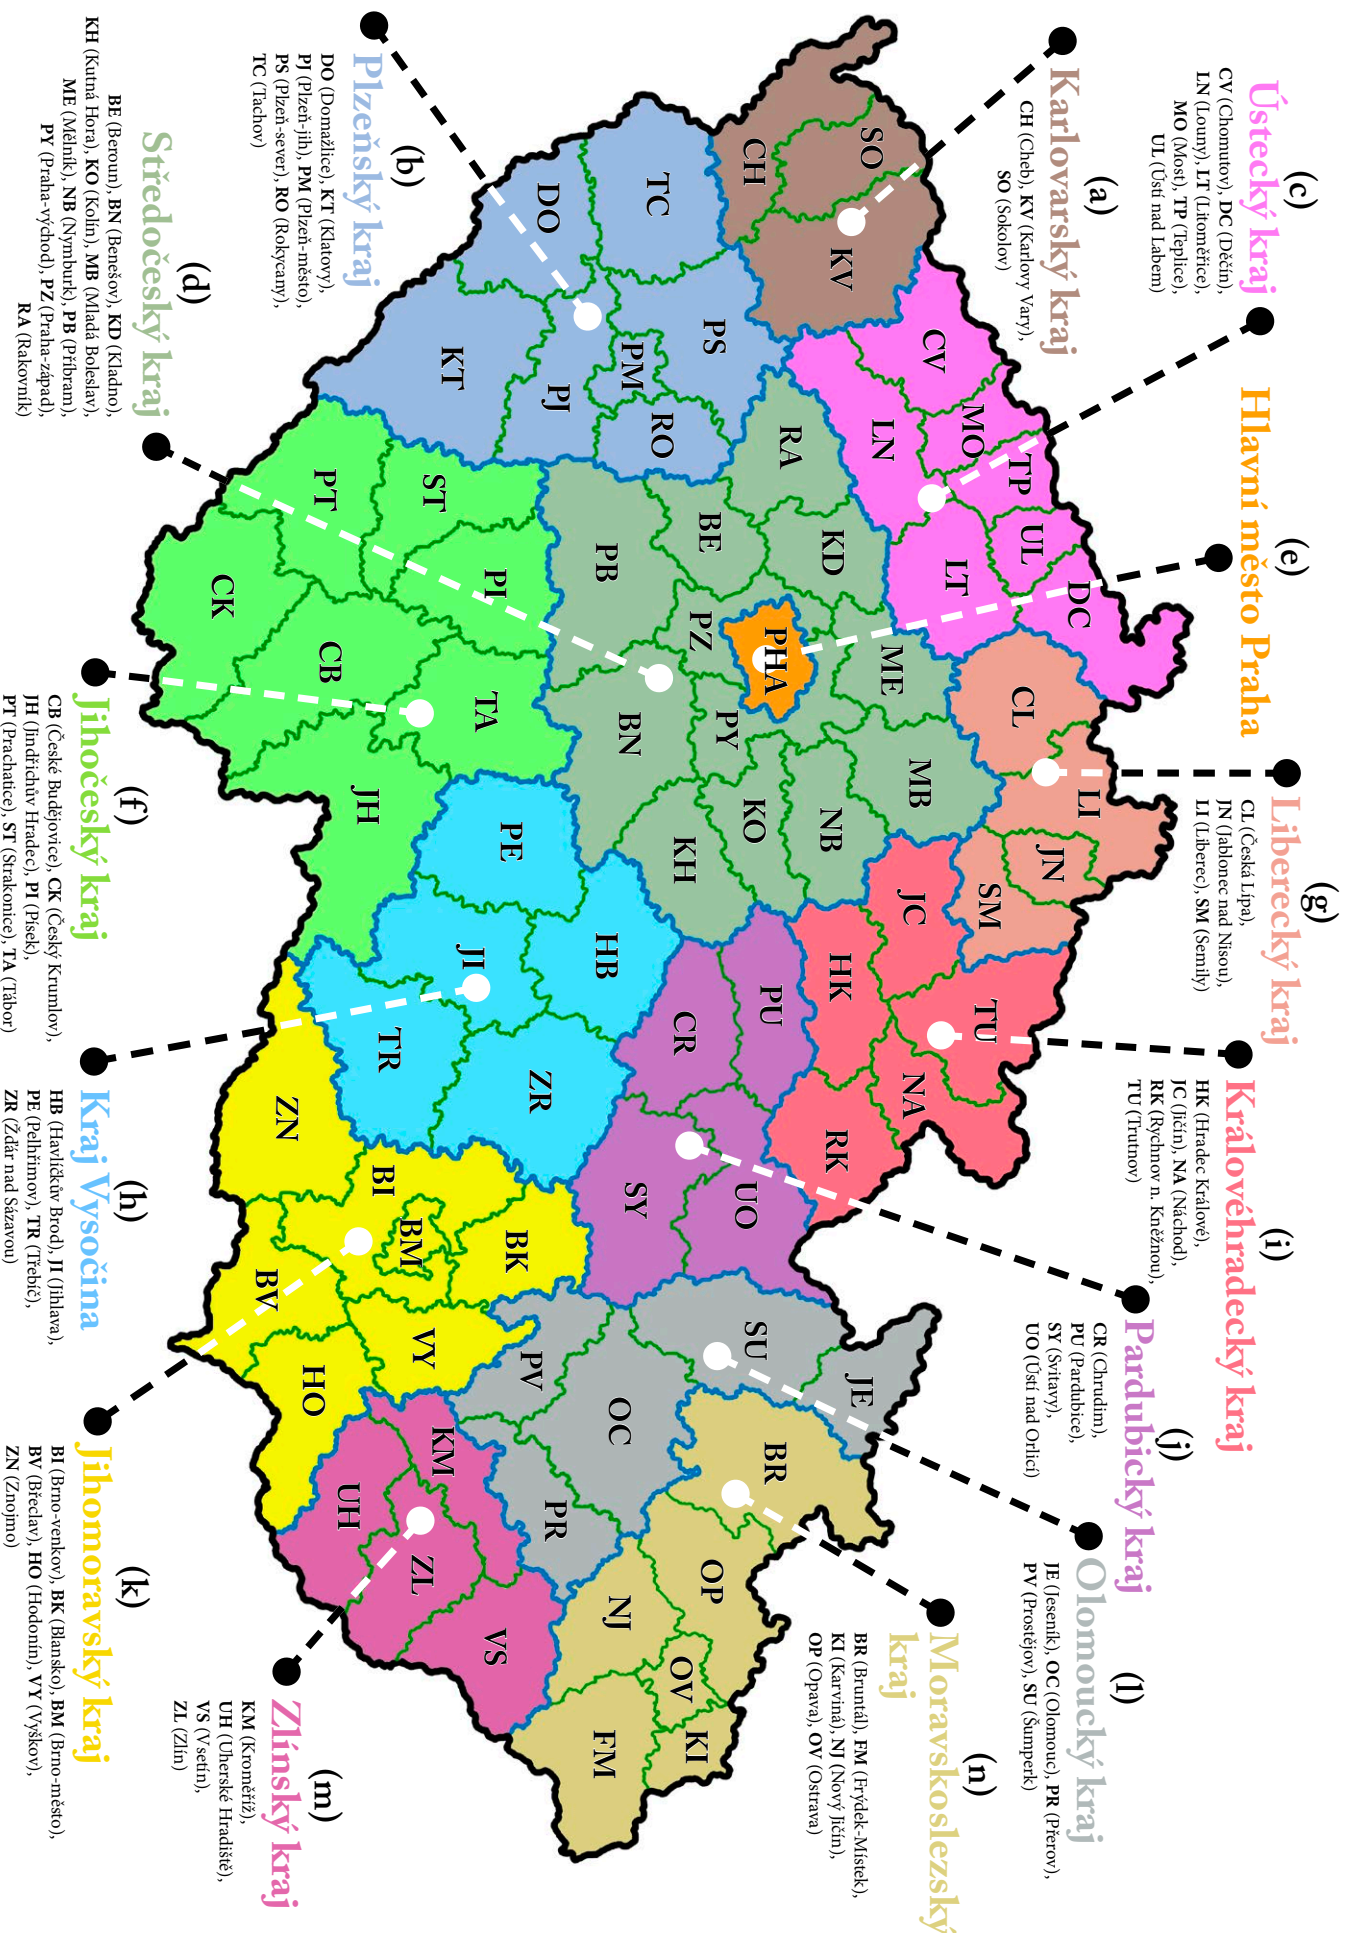 (c)
Ústecký kraj
CV (Chomutov), DC (Děčín),
LN (Louny), LT (Litoměřice),
MO (Most), TP (Teplice),
UL (Ústí nad Labem)
(e)
Hlavní město Praha
(g)
Liberecký kraj
CL (Česká Lípa),
JN (Jablonec nad Nisou),
LI (Liberec), SM (Semily)
(i)
Královéhradecký kraj
HK (Hradec Králové),
JC (Jičín), NA (Náchod),
RK (Rychnov n. Kněžnou),
TU (Trutnov)
(j)
Pardubický kraj
CR (Chrudim),
PU (Pardubice),
SY (Svitavy),
UO (Ústí nad Orlicí)
(l)
Olomoucký kraj
JE (Jeseník), OC (Olomouc), PR (Přerov),
PV (Prostějov), SU (Šumperk)
(n)
Moravskoslezský
kraj
BR (Bruntál), FM (Frýdek-Místek),
KI (Karviná), NJ (Nový Jičín),
OP (Opava), OV (Ostrava)
(a)
Karlovarský kraj
CH (Cheb), KV (Karlovy Vary),
SO (Sokolov)
DC
LI
JN
UL
TP
CL
SM
TU
MO
CV
LT
MB
JC
NA
LN
ME
SO
KV
KD
NB
HK
RK
JE
RA
PHA
KO
PU
UO
SU
BR
CH
PS
BE
PZ
PY
KH
CR
OP
KI
TC
PM
RO
PB
BN
HB
SY
OC
NJ
OV
FM
DO
PJ
PI
TA
PE
ZR
BK
PV
PR
VS
KT
ST
JI
BM
VY
KM
ZL
PT
CB
JH
TR
BI
HO
UH
CK
ZN
BV
(b)
Plzeňský kraj
DO (Domažlice), KT (Klatovy),
PJ (Plzeň-jih), PM (Plzeň-město),
PS (Plzeň-sever), RO (Rokycany),
TC (Tachov)
(d)
Středočeský kraj
BE (Beroun), BN (Benešov), KD (Kladno),
KH (Kutná Hora), KO (Kolín), MB (Mladá Boleslav),
ME (Mělník), NB (Nymburk), PB (Příbram),
PY (Praha-východ), PZ (Praha-západ),
RA (Rakovník)
(f)
Jihočeský kraj
CB (České Budějovice), CK (Český Krumlov),
JH (Jindřichův Hradec), PI (Písek),
PT (Prachatice), ST (Strakonice), TA (Tábor)
(h)
Kraj Vysočina
HB (Havlíčkův Brod), JI (Jihlava),
PE (Pelhřimov), TR (Třebíč),
ZR (Žďár nad Sázavou)
(k)
Jihomoravský kraj
BI (Brno-venkov), BK (Blansko), BM (Brno-město),
BV (Břeclav), HO (Hodonín), VY (Vyškov),
ZN (Znojmo)
(m)
Zlínský kraj
KM (Kroměříž),
UH (Uherské Hradiště),
VS (Vsetín),
ZL (Zlín)